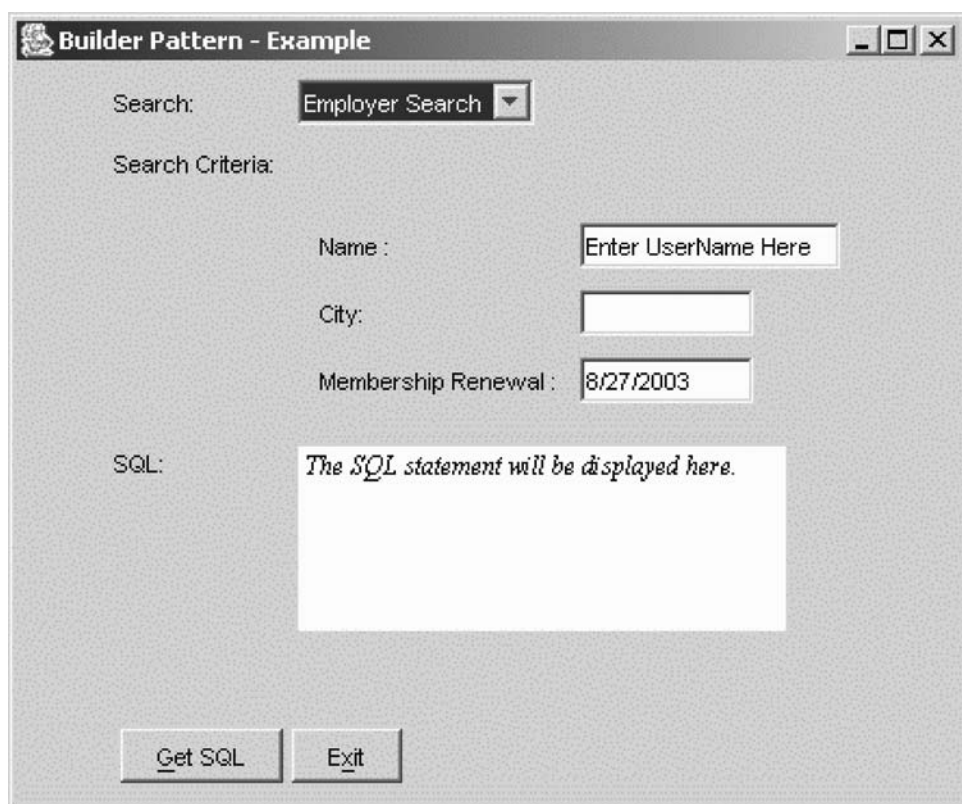 Builder Pattern - Example
Search: Employer Search
Search Criteria:
Name : Enter UserName Here
City:
Membership Renewal : 8/27/2003
SQL: The SQL statement will be displayed here.
Get SQL Exit